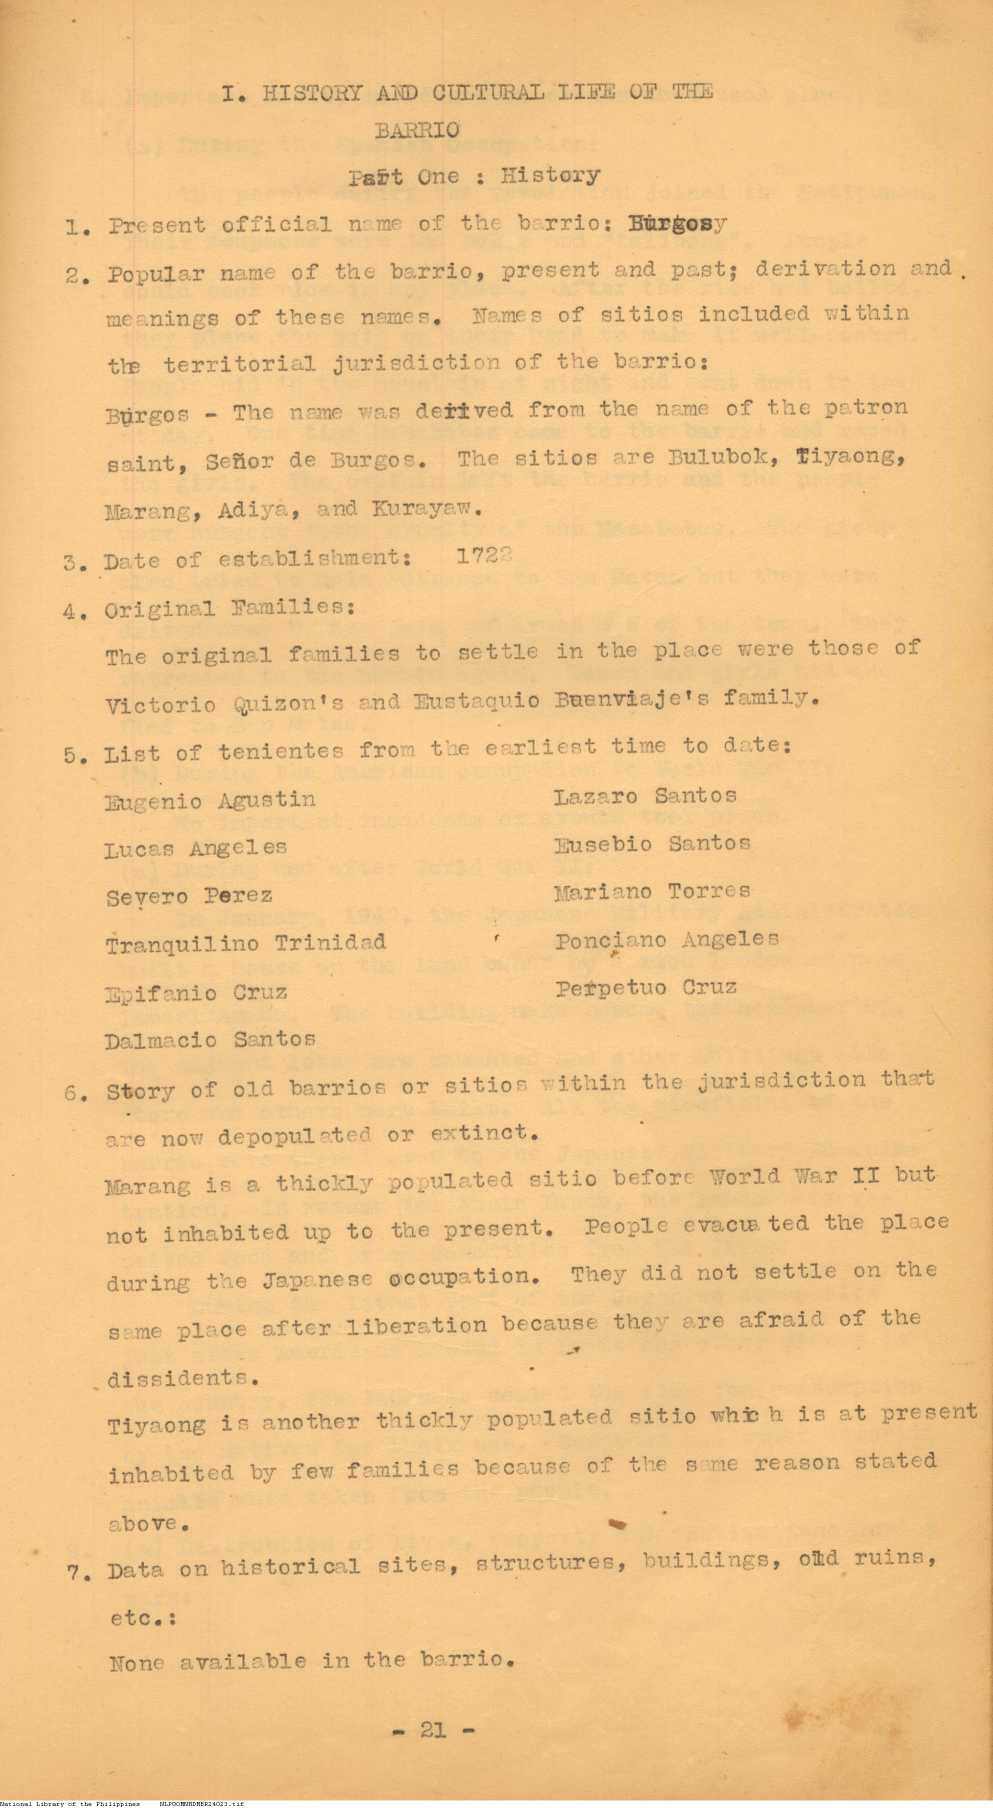 I. HISTORY AND CULTURAL LIFE OF THE
BARRIO
Part One : History
1. Present official name of the barrio: Burgos
2. Popular name of the barrio, present and past; derivation and
meanings of these names. Names of sitios included within
the territorial jurisdiction of the barrio:
Burgos - The name was derived from the name of the patron
saint, Señor de Burgos. The sitios are Bulubok, Tiyaong,
Marang, Adiya, and Kurayaw.
3. Date of establishment: 1722
4. Original Families:
The original families to settle in the place were those of
Victorio Quizon's and Eustaquio Buenviaje's family.
5. List of tenientes from the earliest time to date:
Eugenio Agustin Lazaro Santos
Lucas Angeles Eusebio Santos
Severo Perez Mariano Torres
Tranquilino Trinidad Ponciano Angeles
Epifanio Cruz Perpetuo Cruz
Dalmacio Santos
6. Story of old barrios or sitios within the jurisdiction that
are now depopulated or extinct.
Marang is a thickly populated sitio before World War II but
not inhabited up to the present. People evacuated the place
during the Japanese occupation. They did not settle on the
same place after liberation because they are afraid of the
dissidents.
Tiyaong is another thickly populated sitio which is at present
inhabited by few families because of the same reason stated
above.
7. Data on historical sites, structures, buildings, old ruins,
etc.:
None available in the barrio.
- 21 -
National Library of the Philippines NLPOOMNHDMBR24023.tif